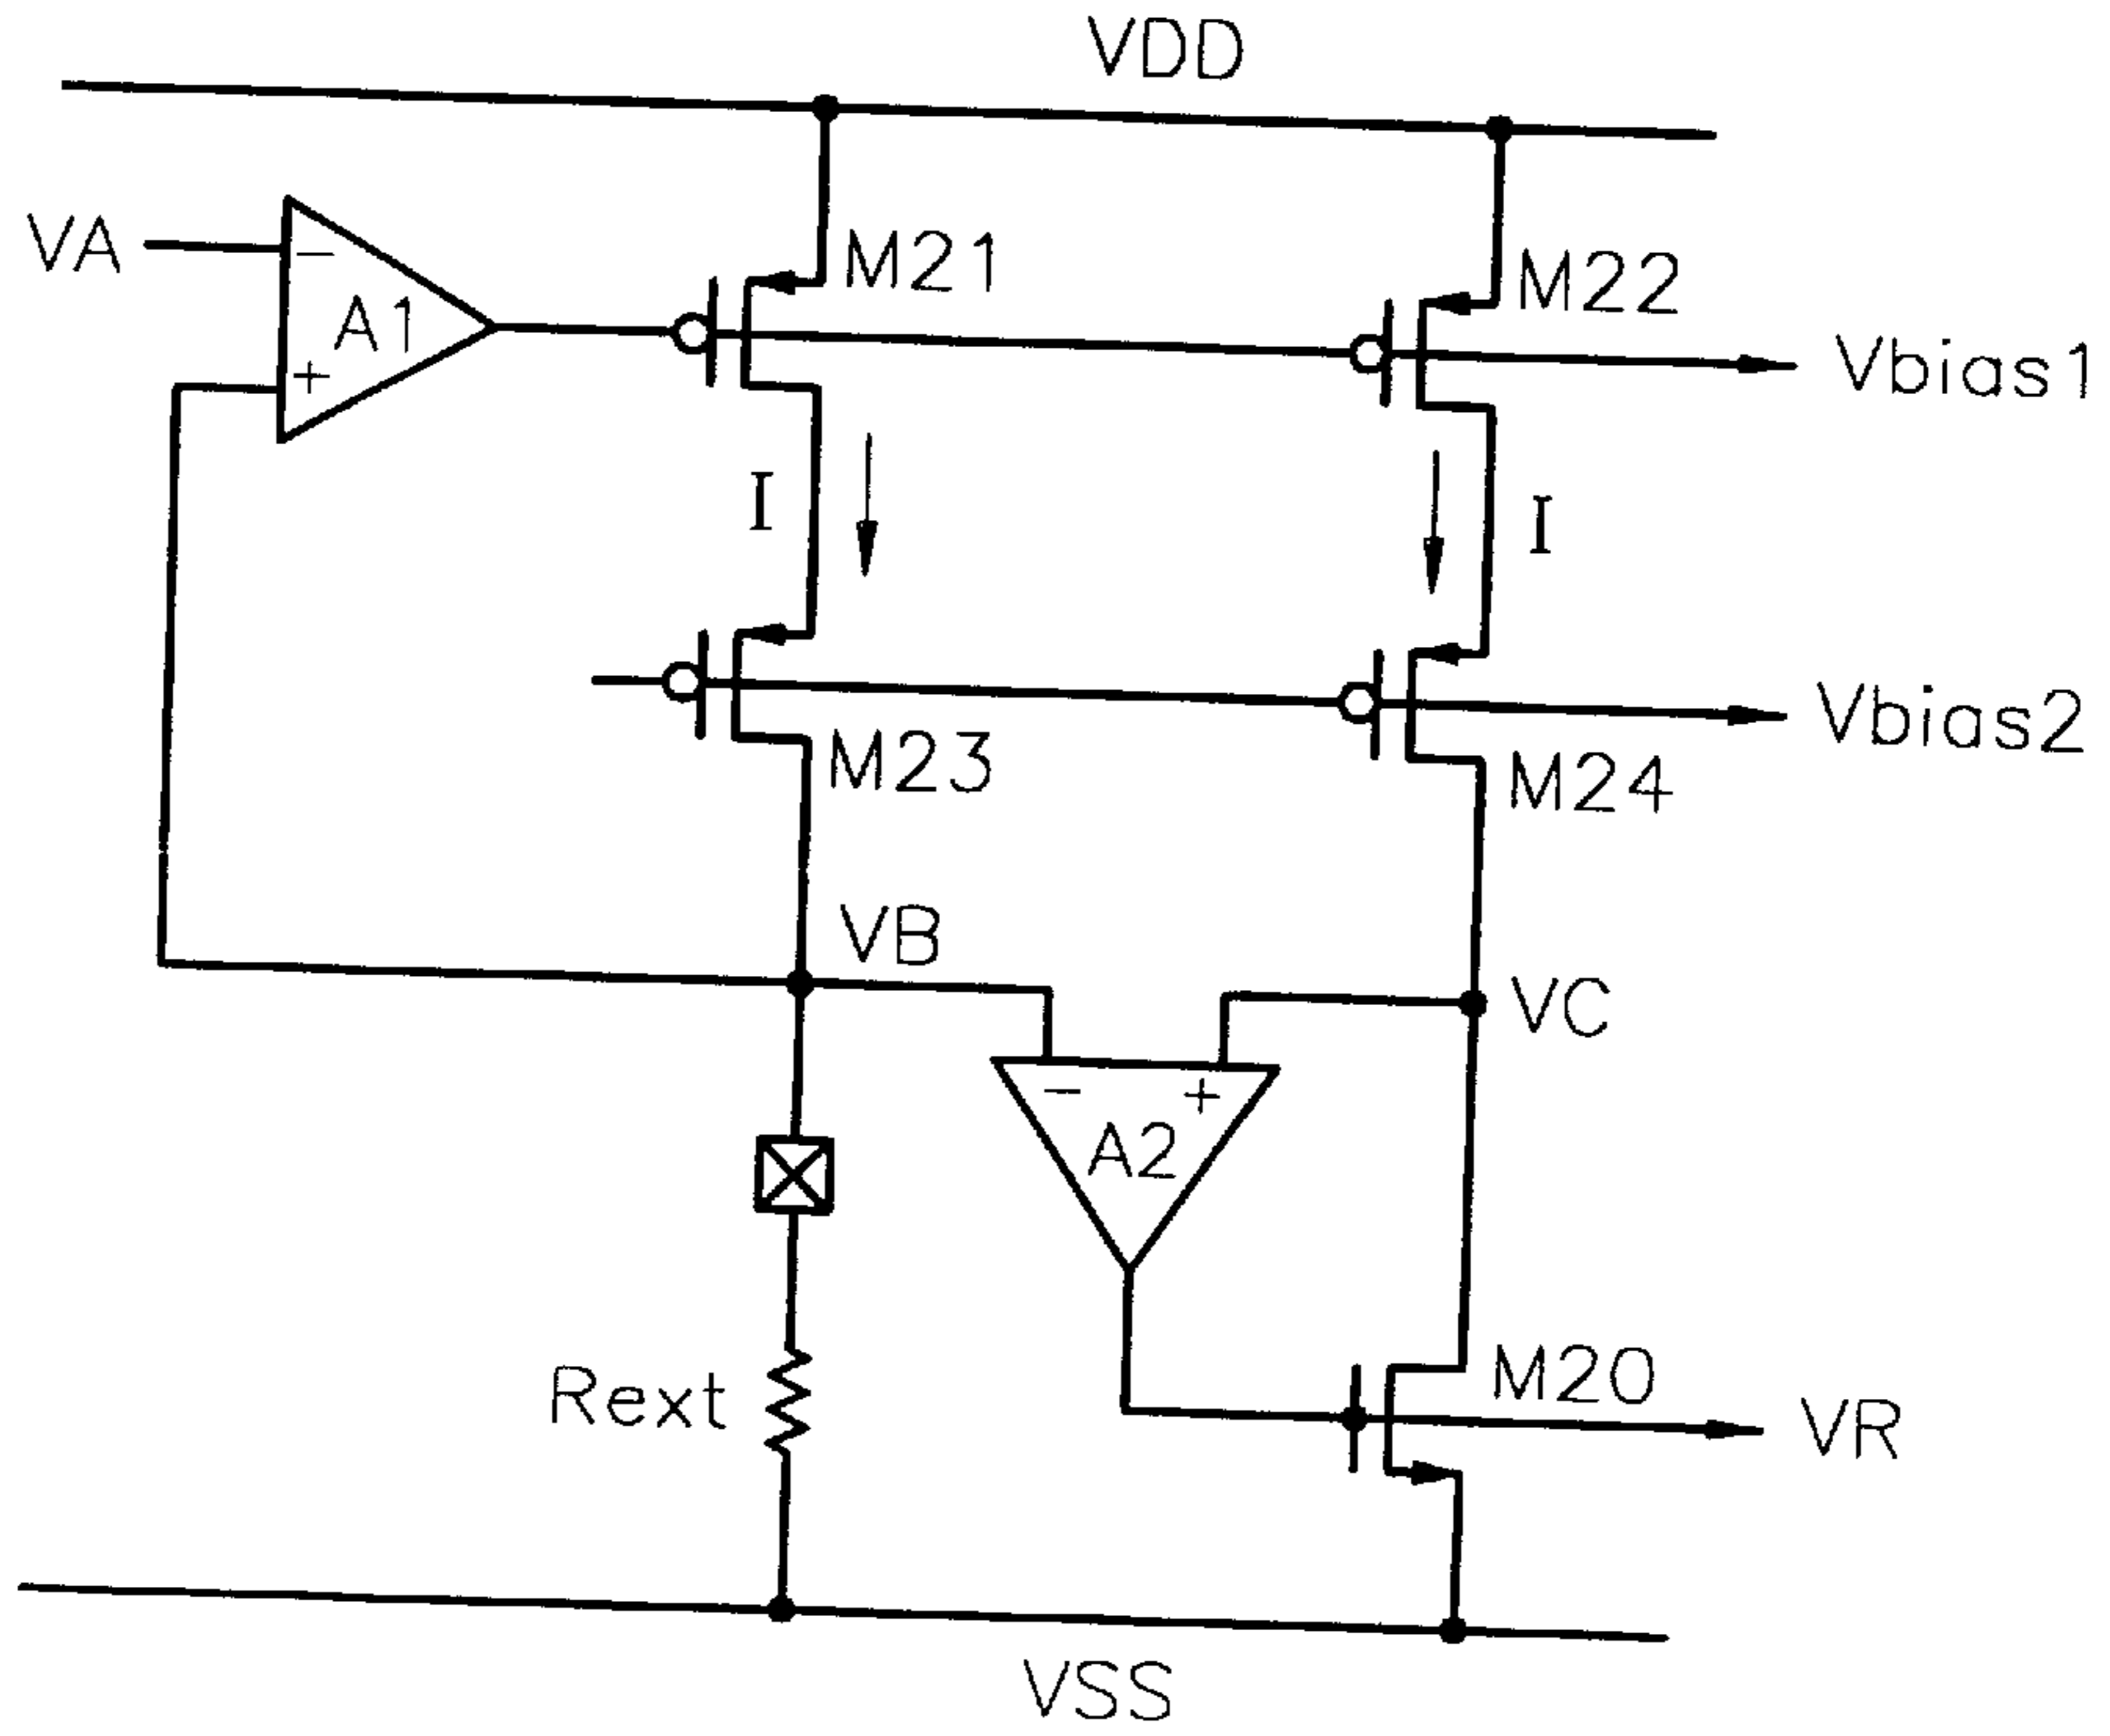 VDD
VA
−
A1
+
M21
M22
Vbias1
I
I
Vbias2
M23
M24
VB
VC
−
+
A2
Rext
M20
VR
VSS